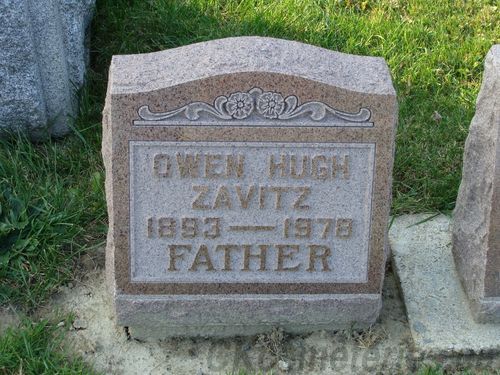 OWEN HUGH
ZAVITZ
1893 — 1978
FATHER